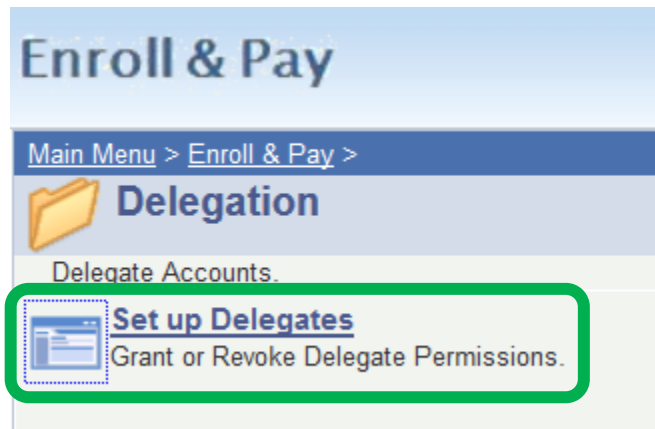 Enroll & Pay
Main Menu > Enroll & Pay >
Delegation
Delegate Accounts.
Set up Delegates
Grant or Revoke Delegate Permissions.